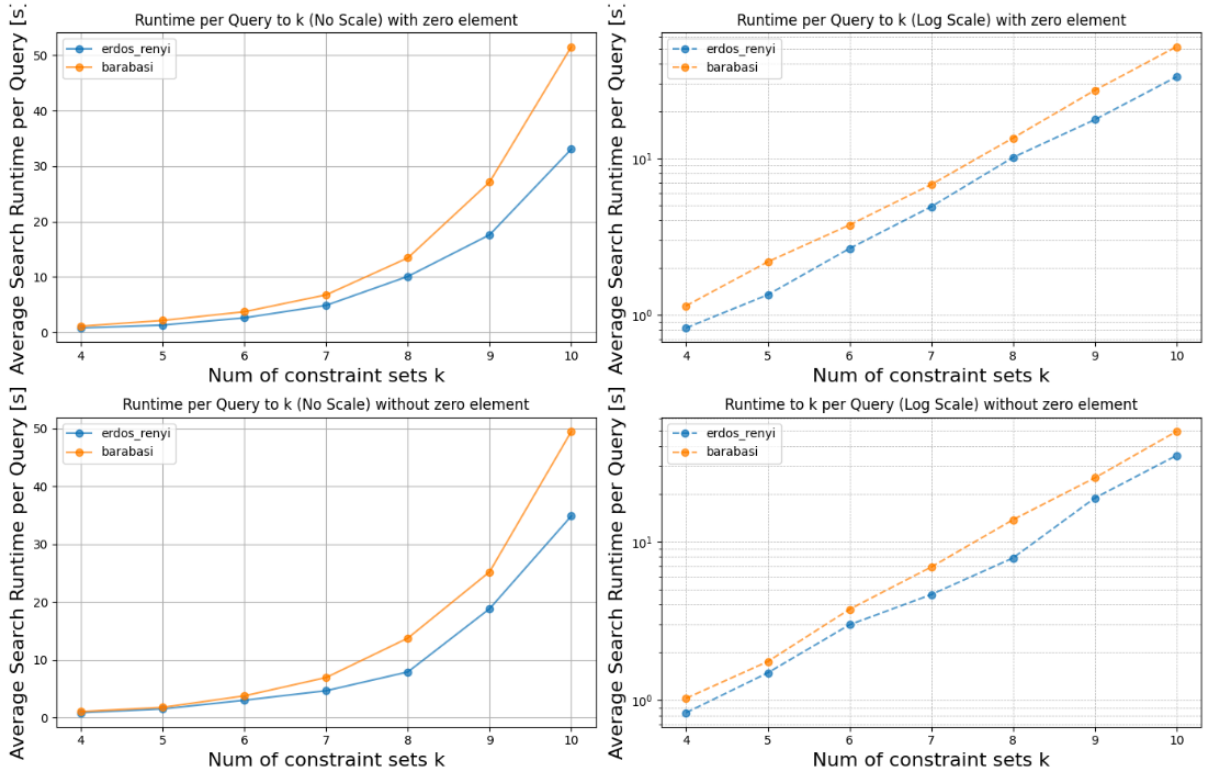 Runtime per Query to k (No Scale) with zero element
Average Search Runtime per Query [s]
50
40
30
20
10
0
erdos_renyi
barabasi
4 5 6 7 8 9 10
Num of constraint sets k
Runtime per Query to k (Log Scale) with zero element
Average Search Runtime per Query [s]
10^1
10^0
erdos_renyi
barabasi
4 5 6 7 8 9 10
Num of constraint sets k
Runtime per Query to k (No Scale) without zero element
Average Search Runtime per Query [s]
50
40
30
20
10
0
erdos_renyi
barabasi
4 5 6 7 8 9 10
Num of constraint sets k
Runtime to k per Query (Log Scale) without zero element
Average Search Runtime per Query [s]
10^1
10^0
erdos_renyi
barabasi
4 5 6 7 8 9 10
Num of constraint sets k